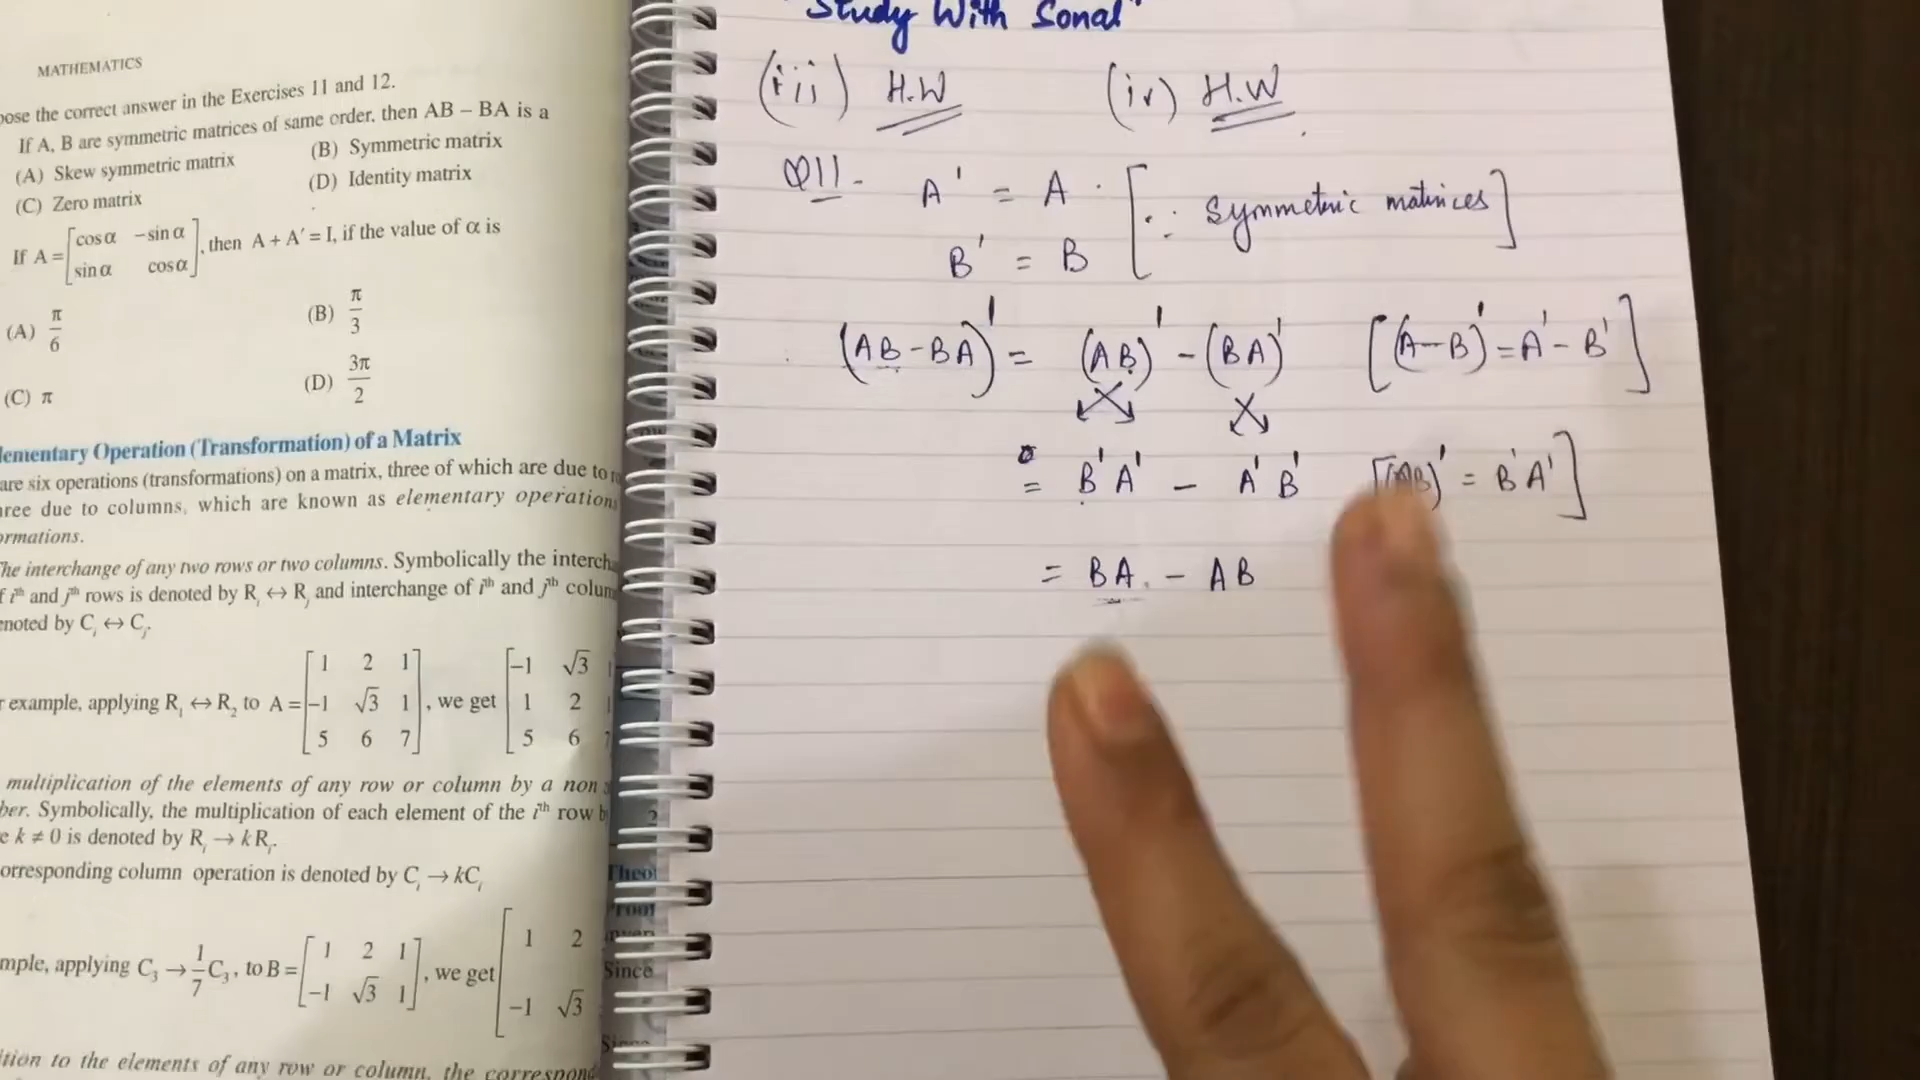 MATHEMATICS
ose the correct answer in the Exercises 11 and 12.
If A, B are symmetric matrices of same order, then AB – BA is a
(A) Skew symmetric matrix (B) Symmetric matrix
(C) Zero matrix (D) Identity matrix
If A = [cos α –sin α; sin α cos α], then A + A′ = I, if the value of α is
(A) π/6 (B) π/3
(C) π (D) 3π/2
lementary Operation (Transformation) of a Matrix
are six operations (transformations) on a matrix, three of which are due to
ree due to columns, which are known as elementary operations
ormations.
The interchange of any two rows or two columns. Symbolically the interch
f iᵗʰ and jᵗʰ rows is denoted by Rᵢ ↔ Rⱼ and interchange of iᵗʰ and jᵗʰ colum
enoted by Cᵢ ↔ Cⱼ.
r example, applying R₁ ↔ R₂ to A = [1 2 1; –1 √3 1; 5 6 7], we get [–1 √3; 1 2; 5 6
multiplication of the elements of any row or column by a non
ber. Symbolically, the multiplication of each element of the iᵗʰ row b
e k ≠ 0 is denoted by Rᵢ → kRᵢ.
orresponding column operation is denoted by Cᵢ → kCᵢ
mple, applying C₃ → 1/7 C₃, to B = [1 2 1; –1 √3 1], we get [1 2; –1 √3
ition to the elements of any row or column, the correspond
Theo
Proof
Since
"Study With Sonal"
(iii) H.W (iv) H.W
Q11- A' = A [∵ Symmetric matrices]
B' = B
(AB-BA)' = (AB)' - (BA)' [(A-B)' = A' - B']
= B'A' - A'B' [(AB)' = B'A']
= BA - AB